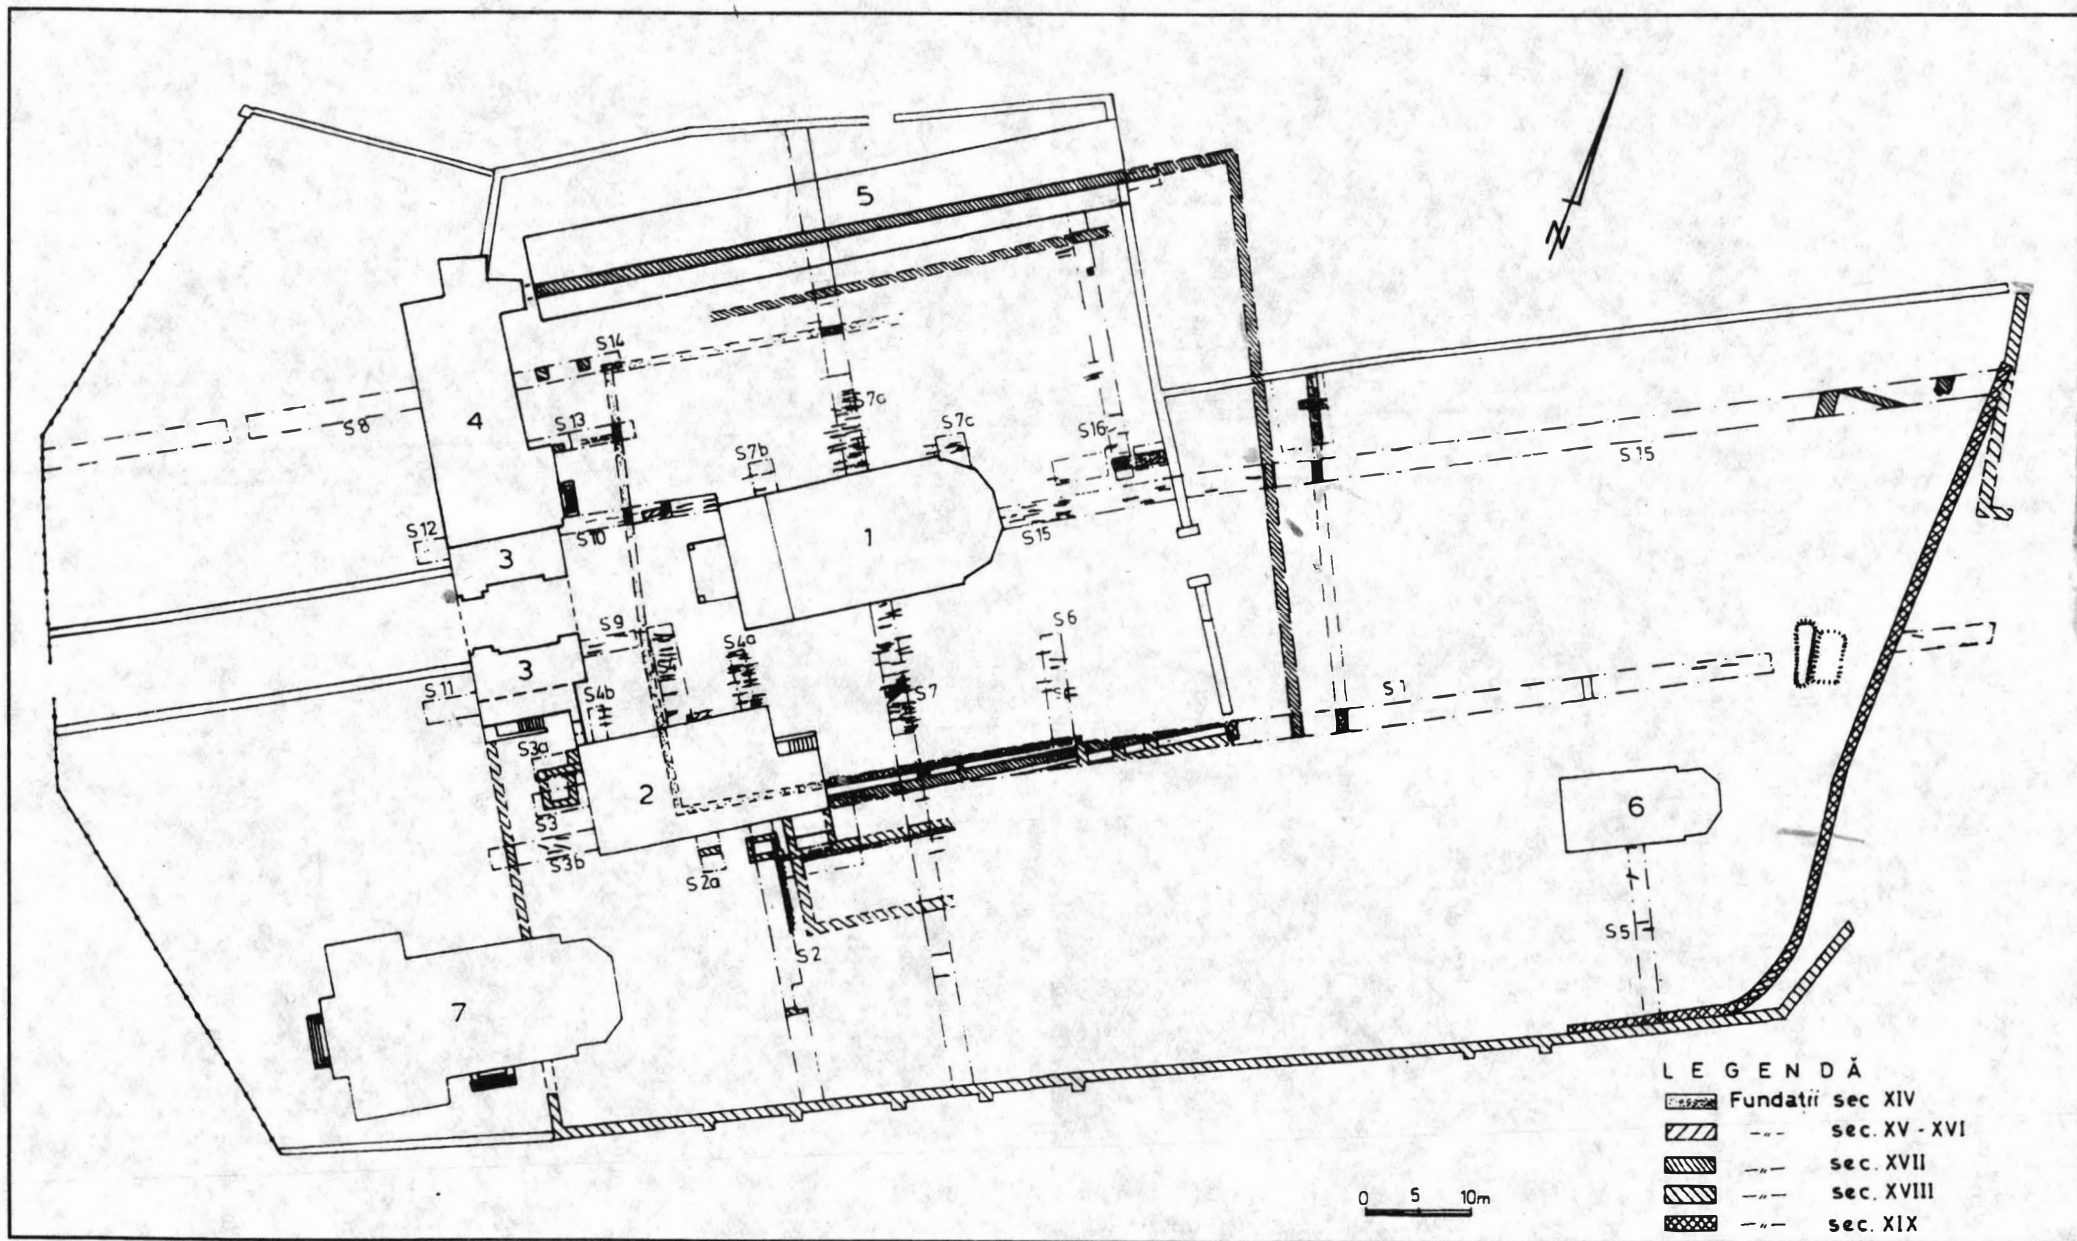 N
5
S14
S7a
S8
4
S13
S7c
S16
S7b
S15
S12
S10
1
S15
3
S9
S6
S4a
3
S11
S4b
S7
S1
S3a
2
6
S3
S3b
S2a
S5
S2
7
LEGENDĂ
Fundatii sec XIV
-„- sec. XV - XVI
-„- sec. XVII
-„- sec. XVIII
-„- sec. XIX
0 5 10m